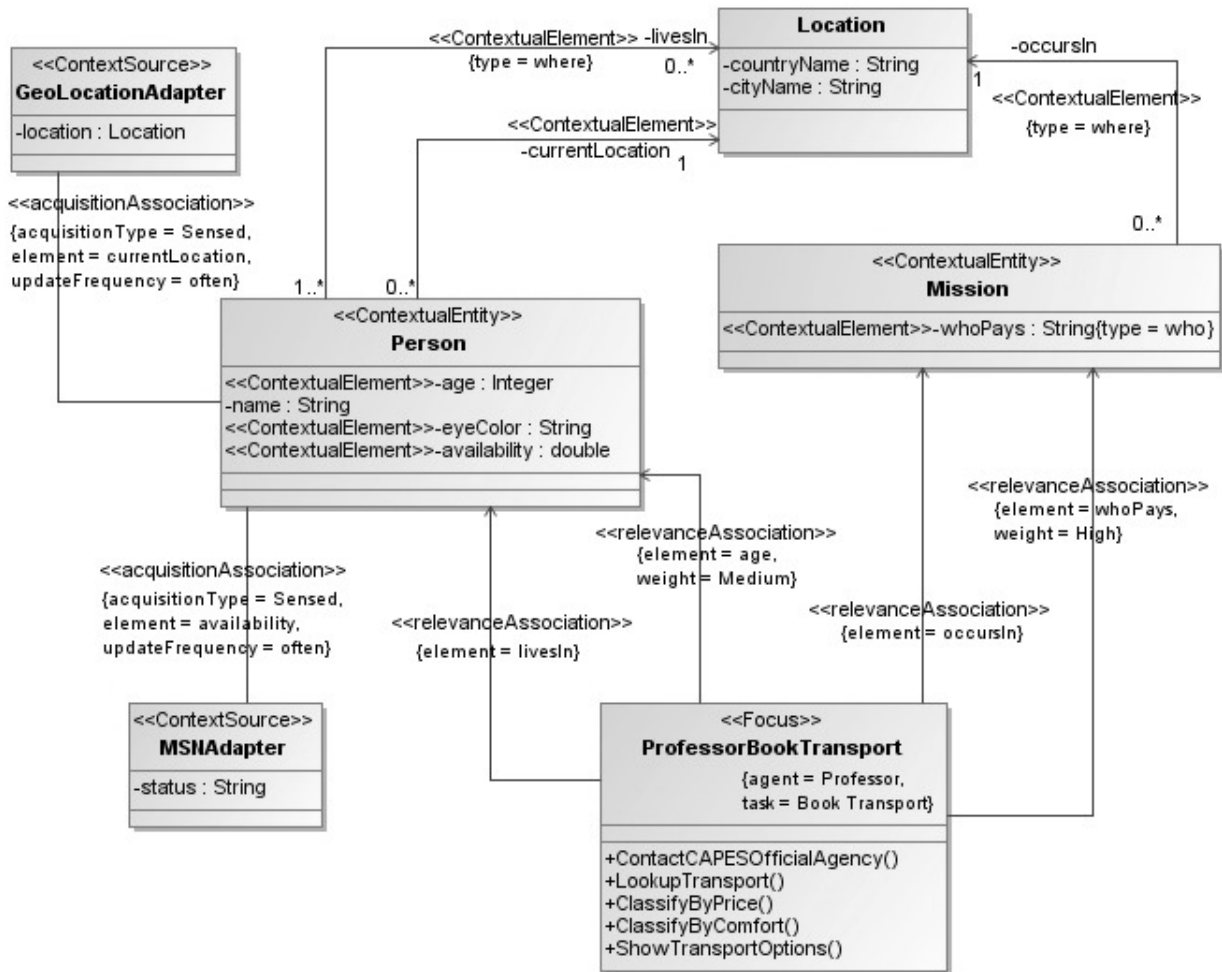 <<ContextSource>>
GeoLocationAdapter
-location : Location
<<ContextualElement>>
{type = where}
-livesIn
0..*
Location
-countryName : String
-cityName : String
-occursIn
1
<<ContextualElement>>
{type = where}
<<ContextualElement>>
-currentLocation
1
<<acquisitionAssociation>>
{acquisitionType = Sensed,
element = currentLocation,
updateFrequency = often}
1..*
0..*
0..*
<<ContextualEntity>>
Mission
<<ContextualElement>>-whoPays : String{type = who}
<<ContextualEntity>>
Person
<<ContextualElement>>-age : Integer
-name : String
<<ContextualElement>>-eyeColor : String
<<ContextualElement>>-availability : double
<<relevanceAssociation>>
{element = whoPays,
weight = High}
<<relevanceAssociation>>
{element = age,
weight = Medium}
<<acquisitionAssociation>>
{acquisitionType = Sensed,
element = availability,
updateFrequency = often}
<<relevanceAssociation>>
{element = livesIn}
<<relevanceAssociation>>
{element = occursIn}
<<ContextSource>>
MSNAdapter
-status : String
<<Focus>>
ProfessorBookTransport
{agent = Professor,
task = Book Transport}
+ContactCAPESOfficialAgency()
+LookupTransport()
+ClassifyByPrice()
+ClassifyByComfort()
+ShowTransportOptions()